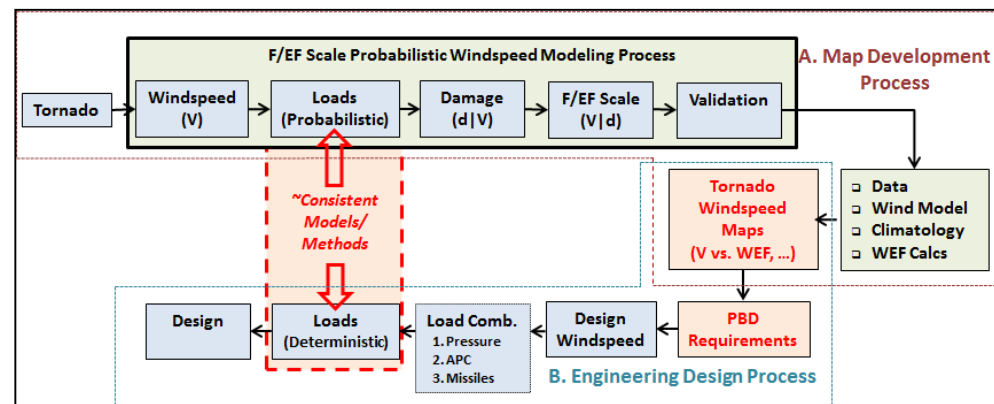 F/EF Scale Probabilistic Windspeed Modeling Process
A. Map Development
Process
Tornado
Windspeed
(V)
Loads
(Probabilistic)
Damage
(d|V)
F/EF Scale
(V|d)
Validation
~Consistent
Models/
Methods
Tornado
Windspeed
Maps
(V vs. WEF, ...)
Data
Wind Model
Climatology
WEF Calcs
Design
Loads
(Deterministic)
Load Comb.
1. Pressure
2. APC
3. Missiles
Design
Windspeed
PBD
Requirements
B. Engineering Design Process